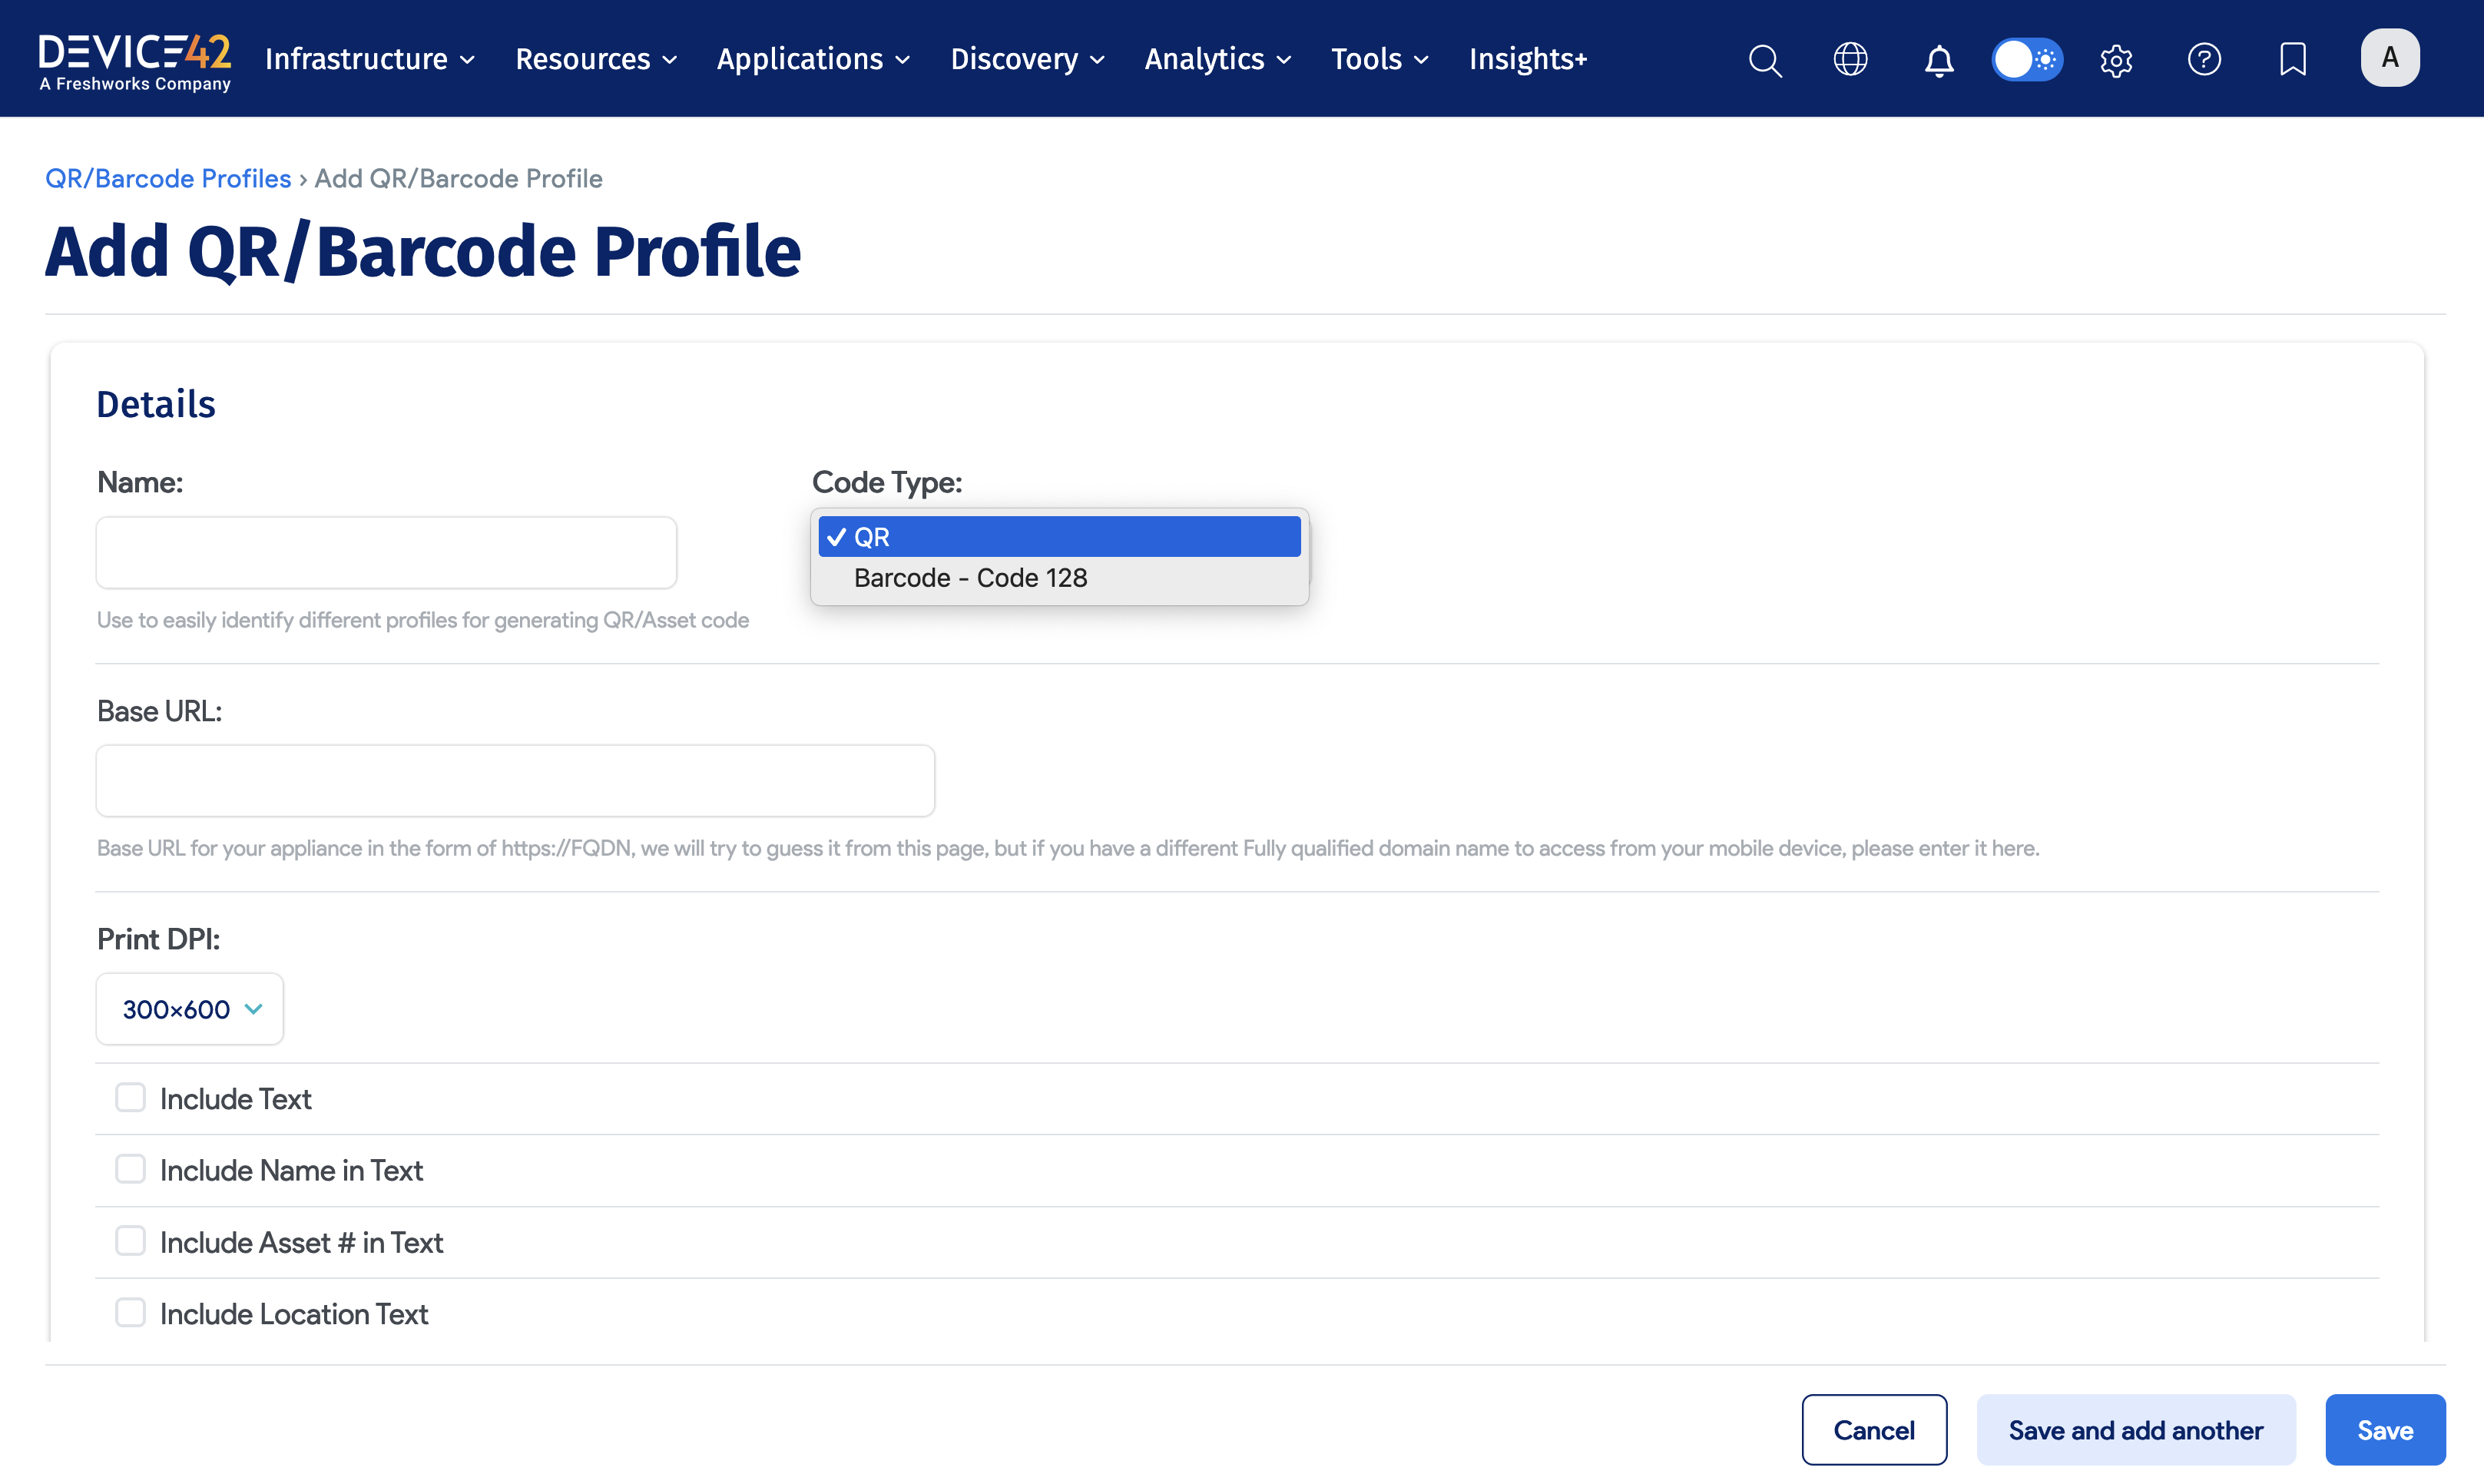 DEVICE42
A Freshworks Company
Infrastructure
Resources
Applications
Discovery
Analytics
Tools
Insights+
A
QR/Barcode Profiles › Add QR/Barcode Profile
Add QR/Barcode Profile
Details
Name:
Code Type:
✓ QR
Barcode - Code 128
Use to easily identify different profiles for generating QR/Asset code
Base URL:
Base URL for your appliance in the form of https://FQDN, we will try to guess it from this page, but if you have a different Fully qualified domain name to access from your mobile device, please enter it here.
Print DPI:
300×600
Include Text
Include Name in Text
Include Asset # in Text
Include Location Text
Cancel
Save and add another
Save